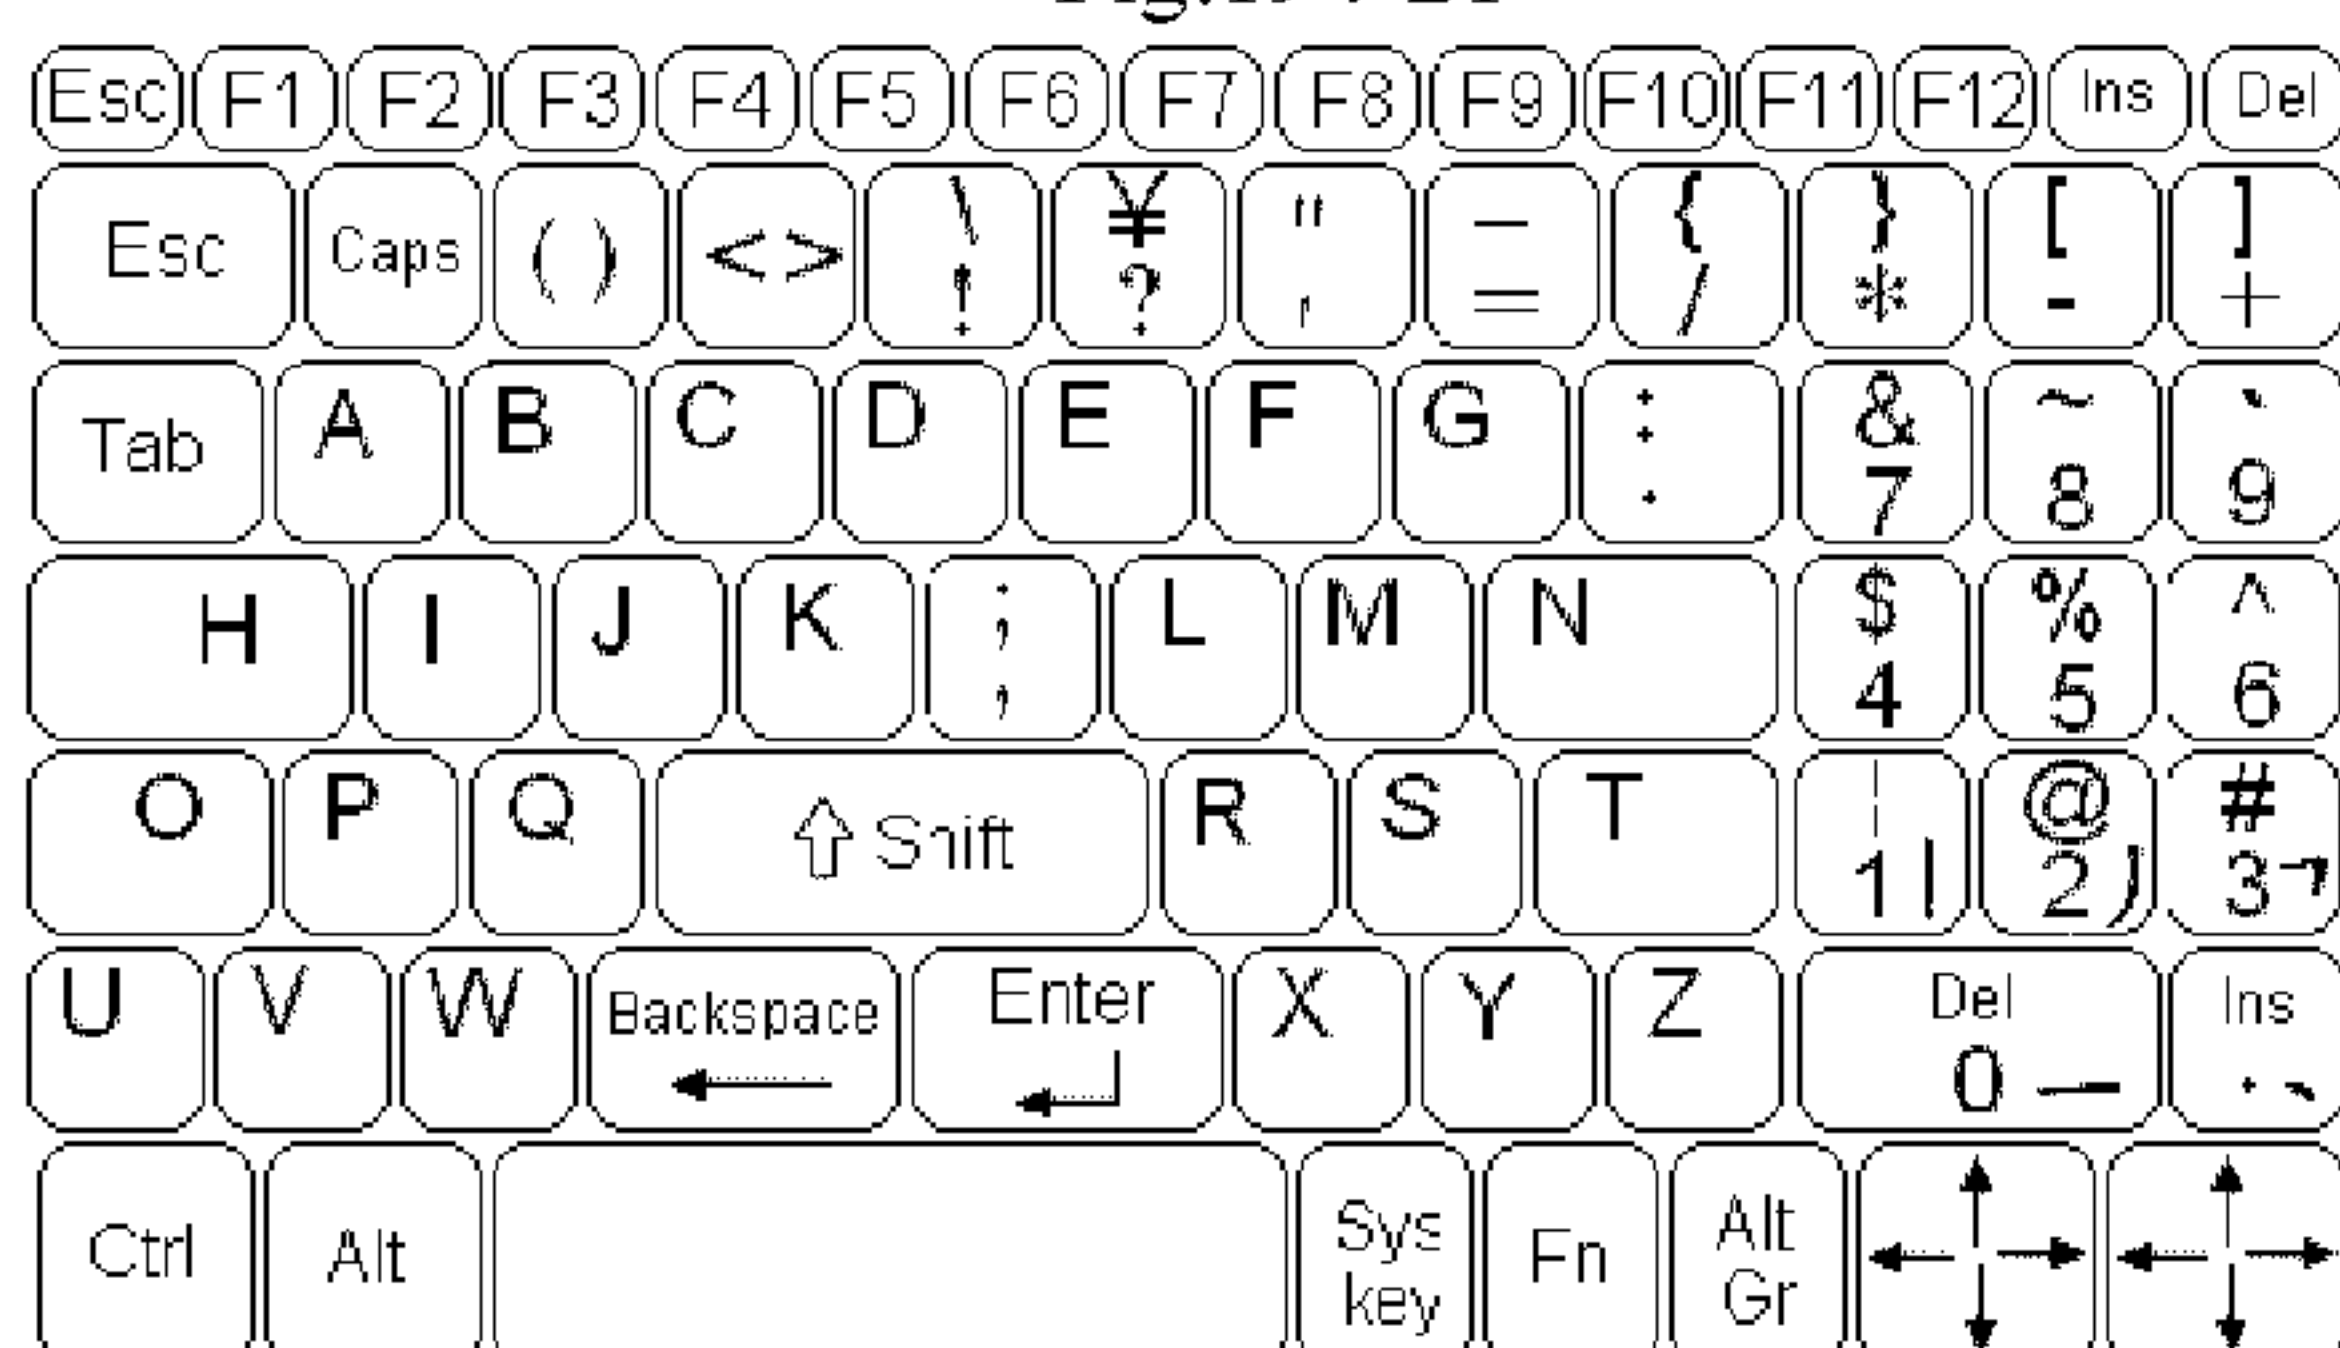 Esc F1 F2 F3 F4 F5 F6 F7 F8 F9 F10 F11 F12 Ins Del
\ ¥ " _ { } [ ]
Esc Caps ( ) < > ! ? ' = / * - +
A B C D E F G : & ~ `
Tab . 7 8 9
H I J K ; L M N $ % ^
, 4 5 6
O P Q ⇧ Shift R S T ¦ @ #
1 | 2 ) 3 ¬
U V W Backspace Enter X Y Z Del Ins
← ↵ 0 — . 
Ctrl Alt Sys Fn Alt
key Gr